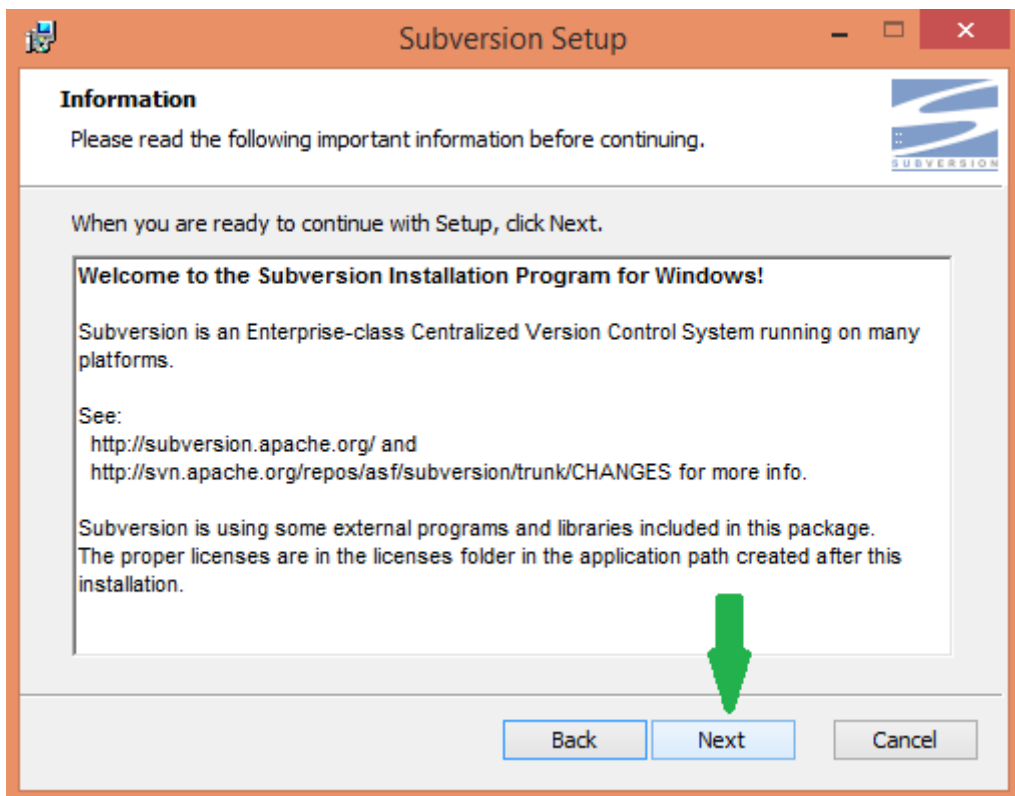 Subversion Setup
Information
Please read the following important information before continuing.
SUBVERSION
When you are ready to continue with Setup, click Next.
Welcome to the Subversion Installation Program for Windows!
Subversion is an Enterprise-class Centralized Version Control System running on many
platforms.
See:
http://subversion.apache.org/ and
http://svn.apache.org/repos/asf/subversion/trunk/CHANGES for more info.
Subversion is using some external programs and libraries included in this package.
The proper licenses are in the licenses folder in the application path created after this
installation.
Back Next Cancel